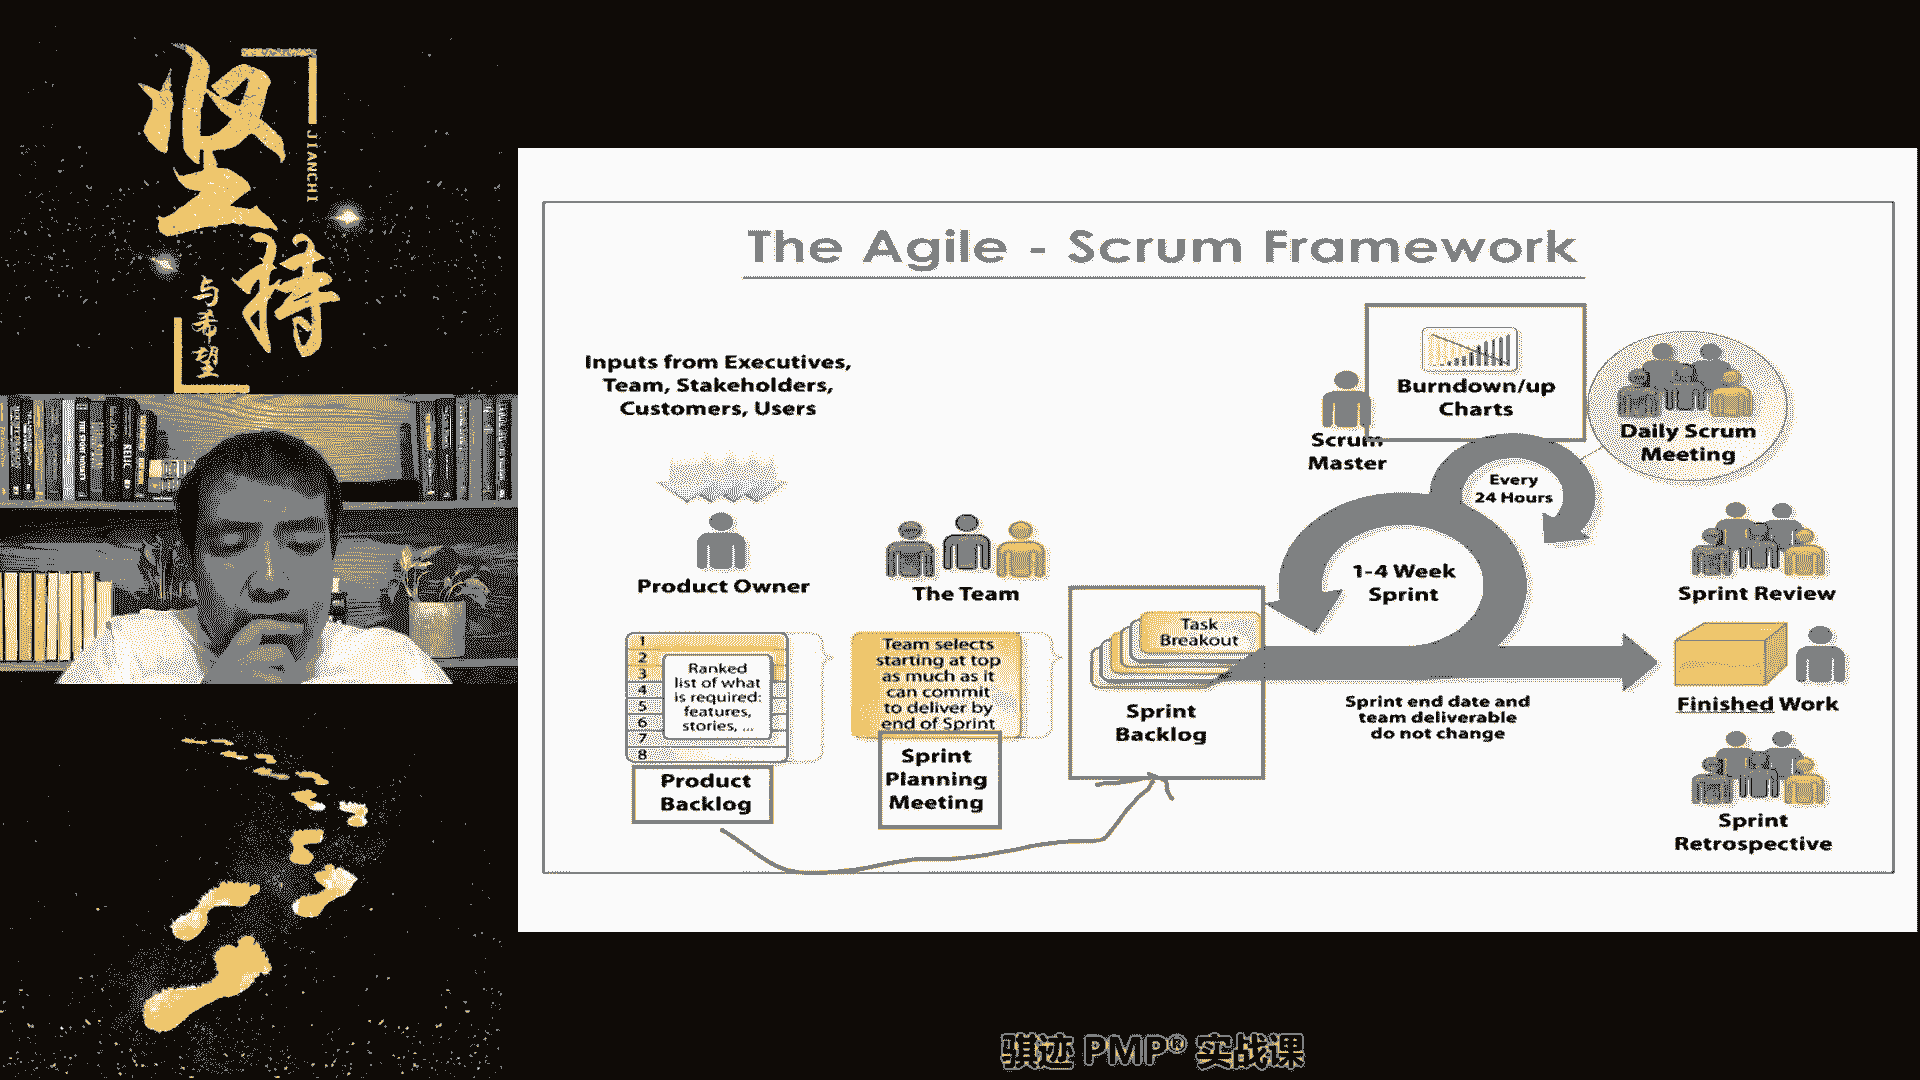 坚持
JIANCHI
与希望
The Agile - Scrum Framework
Inputs from Executives,
Team, Stakeholders,
Customers, Users
Product Owner
The Team
1
2
3
4
5
6
7
8
Ranked
list of what
is required:
features,
stories, ...
Product
Backlog
Team selects
starting at top
as much as it
can commit
to deliver by
end of Sprint
Sprint
Planning
Meeting
Task
Breakout
Sprint
Backlog
Scrum
Master
Burndown/up
Charts
Daily Scrum
Meeting
Every
24 Hours
1-4 Week
Sprint
Sprint end date and
team deliverable
do not change
Sprint Review
Finished Work
Sprint
Retrospective
骐迹 PMP® 实战课